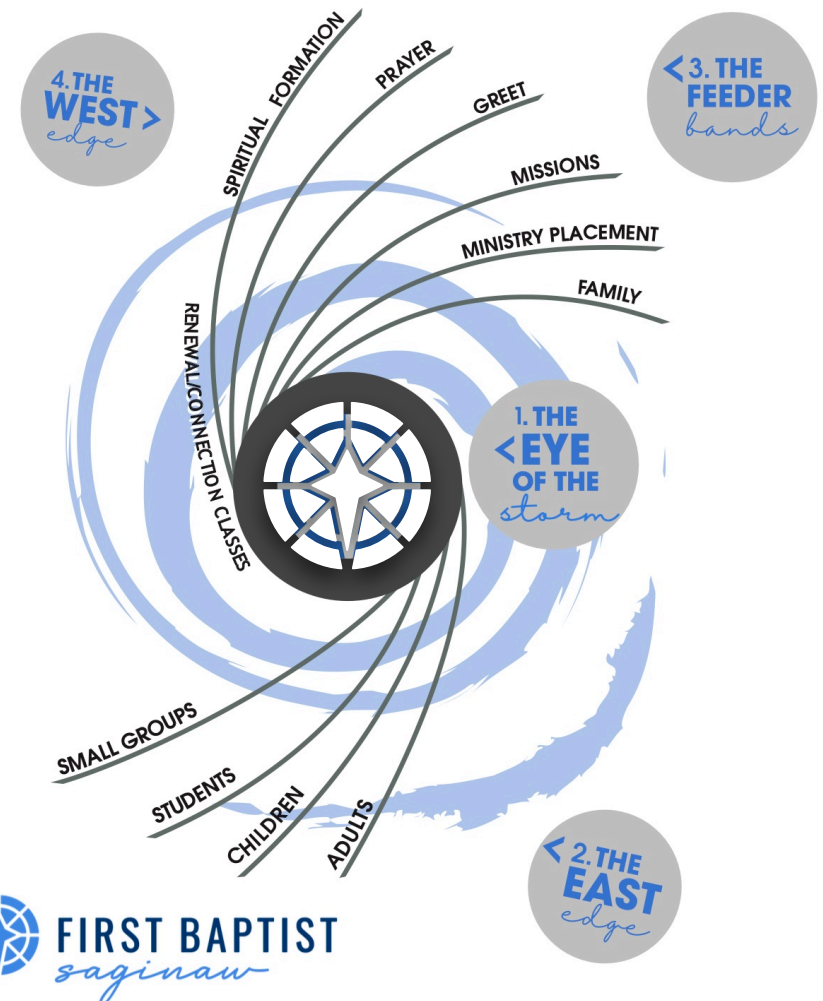 4. THE
WEST >
edge
< 3. THE
FEEDER
bands
SPIRITUAL FORMATION
PRAYER
GREET
MISSIONS
MINISTRY PLACEMENT
FAMILY
RENEWAL/CONNECTION CLASSES
1. THE
< EYE
OF THE
storm
SMALL GROUPS
STUDENTS
CHILDREN
ADULTS
< 2. THE
EAST
edge
FIRST BAPTIST
saginaw